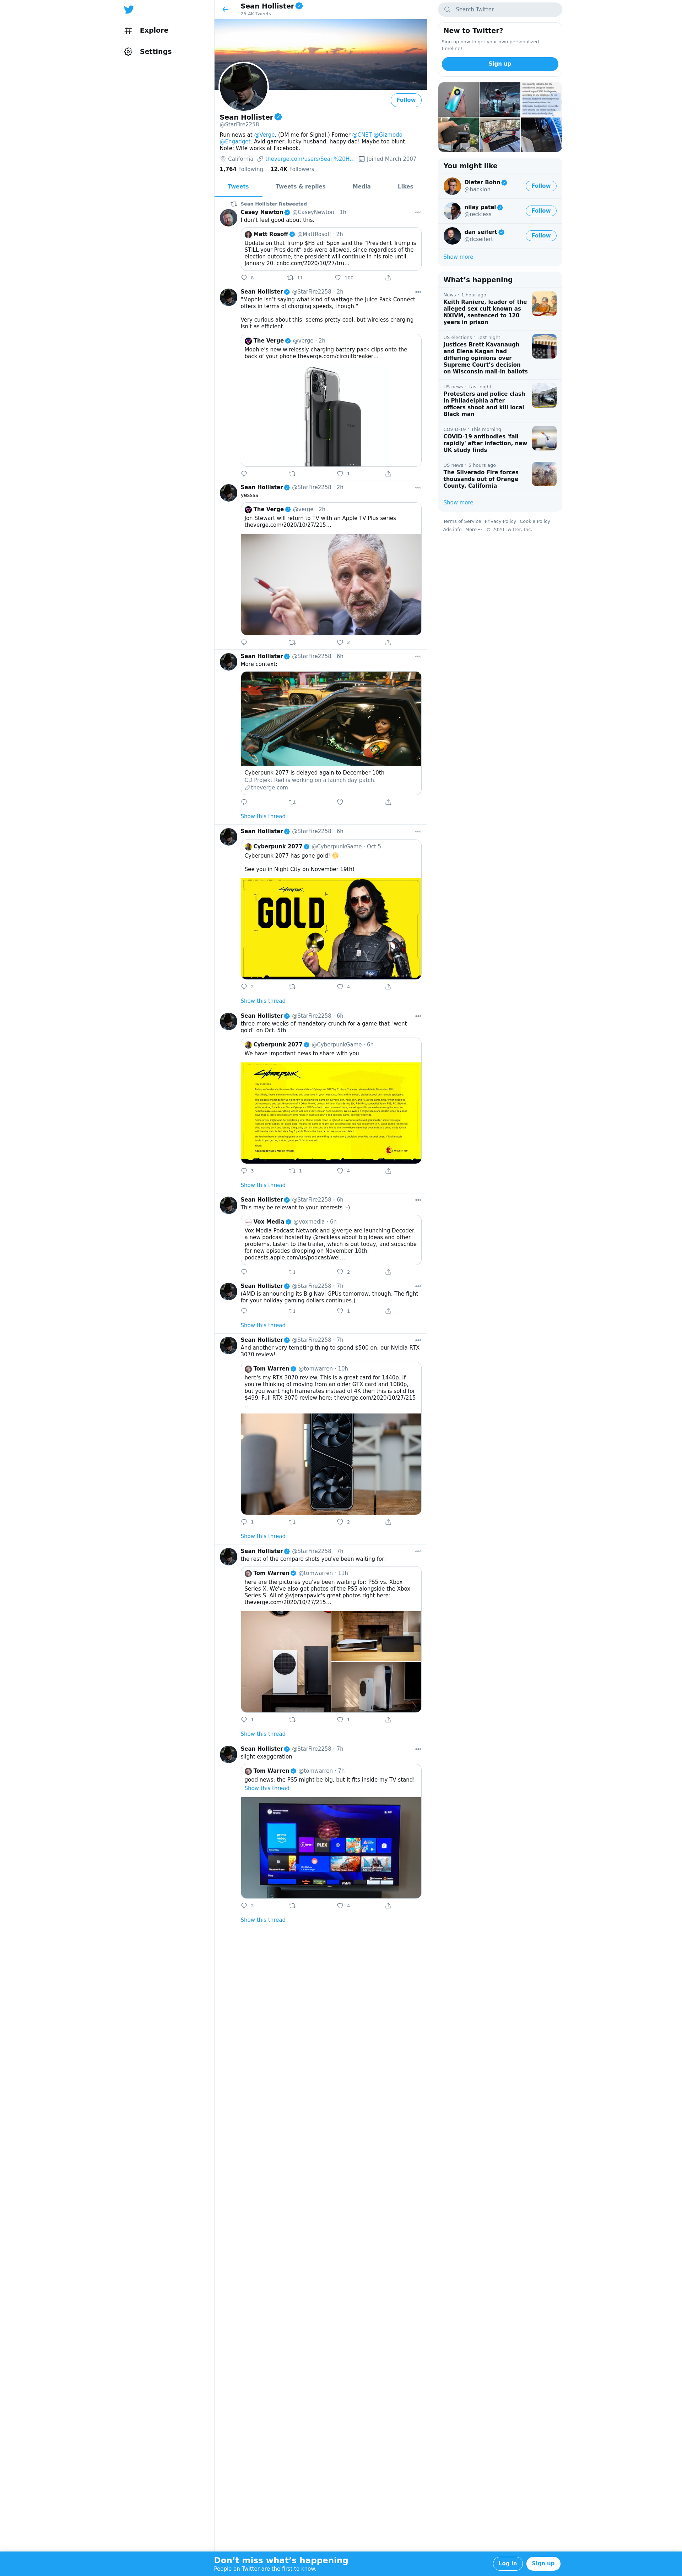 Explore
Settings
Sean Hollister
25.4K Tweets
Follow
Sean Hollister
@StarFire2258
Run news at @Verge. (DM me for Signal.) Former @CNET @Gizmodo
@Engadget. Avid gamer, lucky husband, happy dad! Maybe too blunt.
Note: Wife works at Facebook.
California theverge.com/users/Sean%20H... Joined March 2007
1,764 Following 12.4K Followers
Tweets Tweets & replies Media Likes
Sean Hollister Retweeted
Casey Newton @CaseyNewton · 1h
I don't feel good about this.
Matt Rosoff @MattRosoff · 2h
Update on that Trump $FB ad: Spox said the "President Trump is
STILL your President" ads were allowed, since regardless of the
election outcome, the president will continue in his role until
January 20. cnbc.com/2020/10/27/tru...
6 11 100
Sean Hollister @StarFire2258 · 2h
"Mophie isn't saying what kind of wattage the Juice Pack Connect
offers in terms of charging speeds, though."
Very curious about this: seems pretty cool, but wireless charging
isn't as efficient.
The Verge @verge · 2h
Mophie's new wirelessly charging battery pack clips onto the
back of your phone theverge.com/circuitbreaker...
1
Sean Hollister @StarFire2258 · 2h
yessss
The Verge @verge · 2h
Jon Stewart will return to TV with an Apple TV Plus series
theverge.com/2020/10/27/215...
2
Sean Hollister @StarFire2258 · 6h
More context:
Cyberpunk 2077 is delayed again to December 10th
CD Projekt Red is working on a launch day patch.
theverge.com
Show this thread
Sean Hollister @StarFire2258 · 6h
Cyberpunk 2077 @CyberpunkGame · Oct 5
Cyberpunk 2077 has gone gold!
See you in Night City on November 19th!
GOLD
2 4
Show this thread
Sean Hollister @StarFire2258 · 6h
three more weeks of mandatory crunch for a game that "went
gold" on Oct. 5th
Cyberpunk 2077 @CyberpunkGame · 6h
We have important news to share with you
3 1 4
Show this thread
Sean Hollister @StarFire2258 · 6h
This may be relevant to your interests :-)
Vox Media @voxmedia · 6h
Vox Media Podcast Network and @verge are launching Decoder,
a new podcast hosted by @reckless about big ideas and other
problems. Listen to the trailer, which is out today, and subscribe
for new episodes dropping on November 10th:
podcasts.apple.com/us/podcast/wel...
2
Sean Hollister @StarFire2258 · 7h
(AMD is announcing its Big Navi GPUs tomorrow, though. The fight
for your holiday gaming dollars continues.)
1
Show this thread
Sean Hollister @StarFire2258 · 7h
And another very tempting thing to spend $500 on: our Nvidia RTX
3070 review!
Tom Warren @tomwarren · 10h
here's my RTX 3070 review. This is a great card for 1440p. If
you're thinking of moving from an older GTX card and 1080p,
but you want high framerates instead of 4K then this is solid for
$499. Full RTX 3070 review here: theverge.com/2020/10/27/215
...
1 2
Show this thread
Sean Hollister @StarFire2258 · 7h
the rest of the comparo shots you've been waiting for:
Tom Warren @tomwarren · 11h
here are the pictures you've been waiting for: PS5 vs. Xbox
Series X. We've also got photos of the PS5 alongside the Xbox
Series S. All of @vjeranpavic's great photos right here:
theverge.com/2020/10/27/215...
1 1
Show this thread
Sean Hollister @StarFire2258 · 7h
slight exaggeration
Tom Warren @tomwarren · 7h
good news: the PS5 might be big, but it fits inside my TV stand!
Show this thread
PLEX
2 4
Show this thread
Search Twitter
New to Twitter?
Sign up now to get your own personalized
timeline!
Sign up
You might like
Dieter Bohn
@backlon
Follow
nilay patel
@reckless
Follow
dan seifert
@dcseifert
Follow
Show more
What's happening
News · 1 hour ago
Keith Raniere, leader of the
alleged sex cult known as
NXIVM, sentenced to 120
years in prison
US elections · Last night
Justices Brett Kavanaugh
and Elena Kagan had
differing opinions over
Supreme Court's decision
on Wisconsin mail-in ballots
US news · Last night
Protesters and police clash
in Philadelphia after
officers shoot and kill local
Black man
COVID-19 · This morning
COVID-19 antibodies 'fall
rapidly' after infection, new
UK study finds
US news · 5 hours ago
The Silverado Fire forces
thousands out of Orange
County, California
Show more
Terms of Service Privacy Policy Cookie Policy
Ads info More © 2020 Twitter, Inc.
Don't miss what's happening
People on Twitter are the first to know.
Log in Sign up